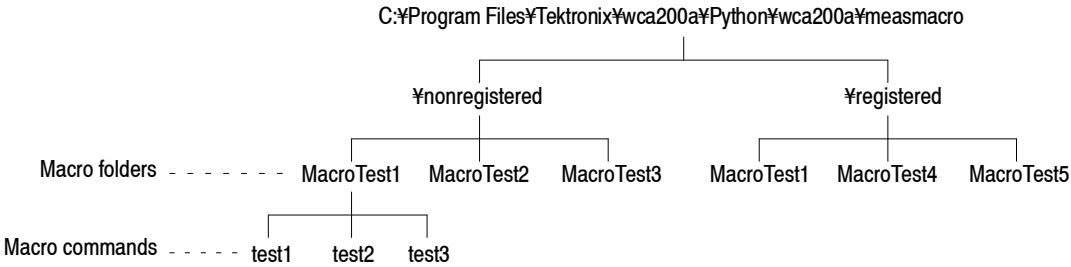 C:¥Program Files¥Tektronix¥wca200a¥Python¥wca200a¥measmacro
¥nonregistered ¥registered
Macro folders MacroTest1 MacroTest2 MacroTest3 MacroTest1 MacroTest4 MacroTest5
Macro commands test1 test2 test3